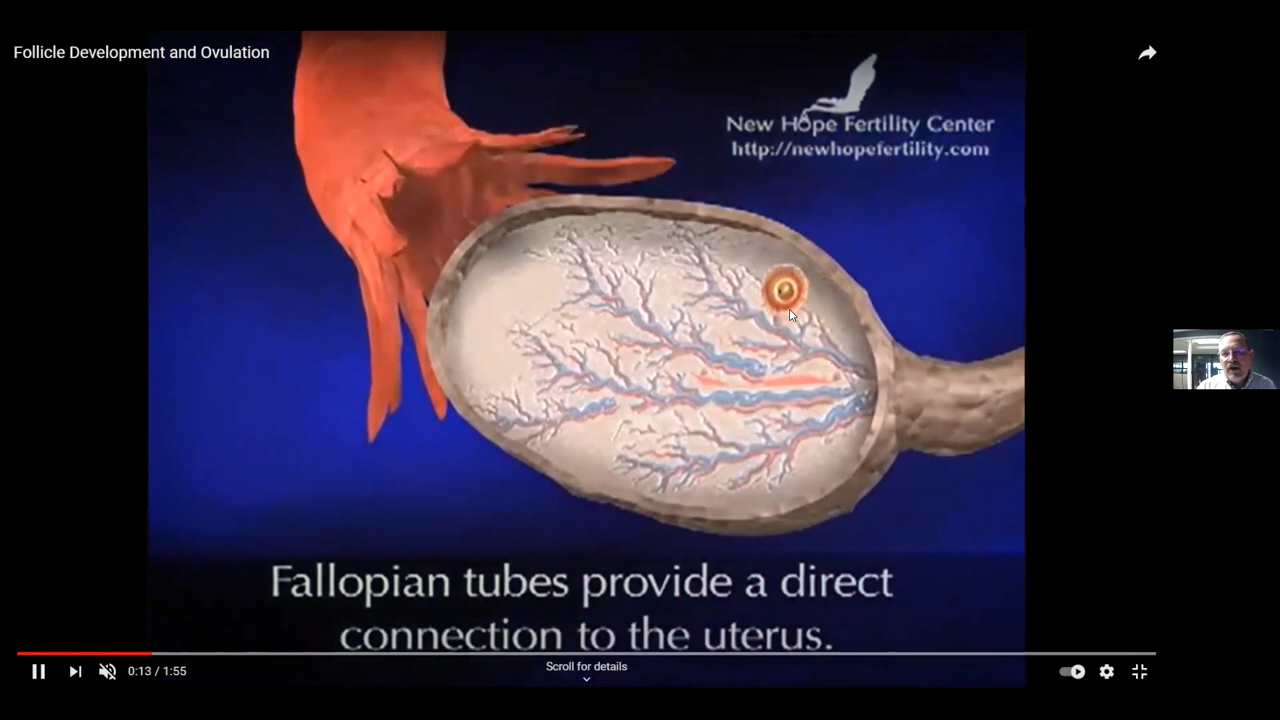 Follicle Development and Ovulation
New Hope Fertility Center
http://newhopefertility.com
Fallopian tubes provide a direct
connection to the uterus.
Scroll for details
0:13 / 1:55